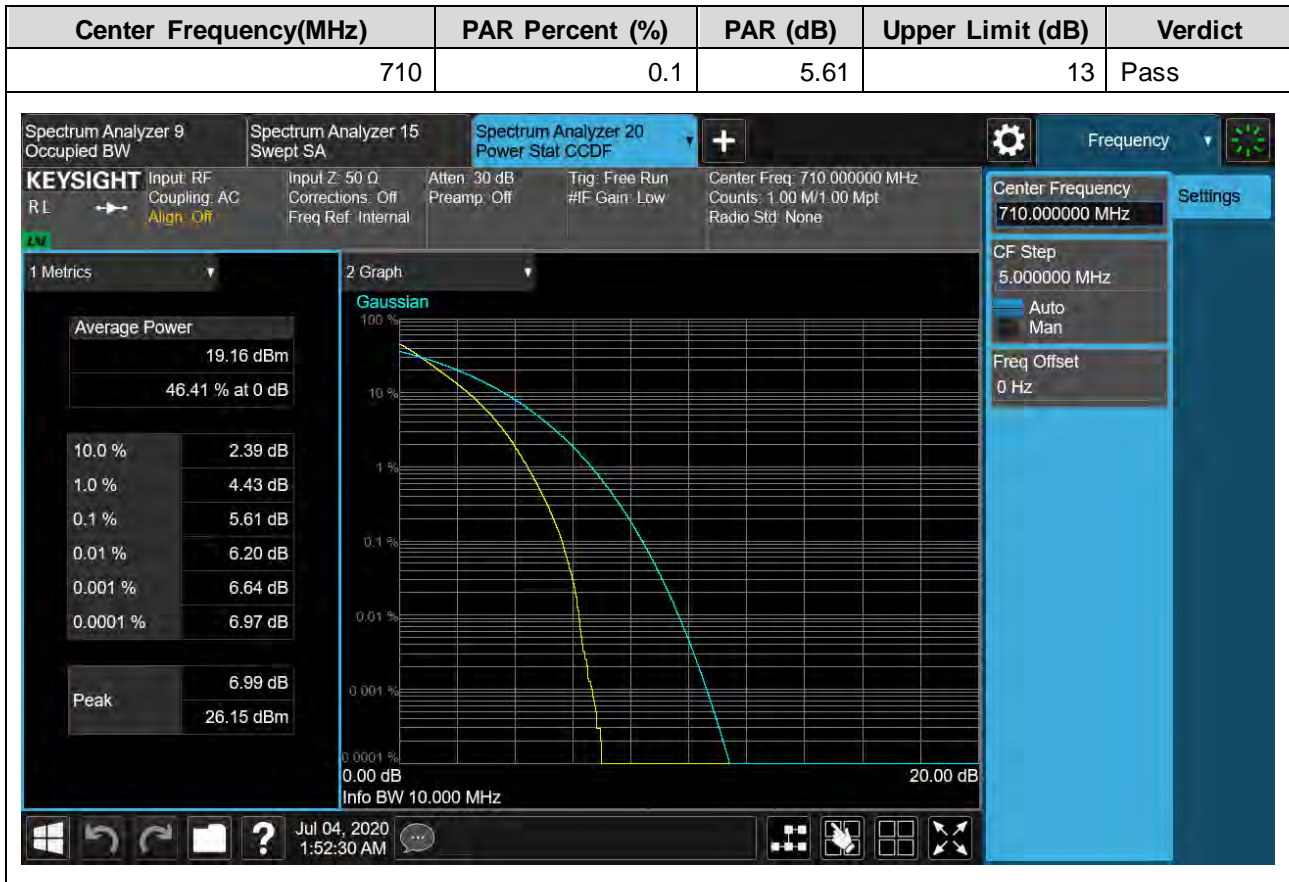 Center Frequency(MHz) PAR Percent (%) PAR (dB) Upper Limit (dB) Verdict
710 0.1 5.61 13 Pass
Spectrum Analyzer 9 Spectrum Analyzer 15 Spectrum Analyzer 20
Occupied BW Swept SA Power Stat CCDF
+
Frequency
KEYSIGHT Input: RF Input Z: 50 Ω Atten: 30 dB Trig: Free Run Center Freq: 710.000000 MHz
RL Coupling: AC Corrections: Off Preamp: Off #IF Gain: Low Counts: 1.00 M/1.00 Mpt
Align: Off Freq Ref: Internal Radio Std: None
Center Frequency Settings
710.000000 MHz
CF Step
5.000000 MHz
Auto
Man
Freq Offset
0 Hz
1 Metrics
Average Power
19.16 dBm
46.41 % at 0 dB
10.0 % 2.39 dB
1.0 % 4.43 dB
0.1 % 5.61 dB
0.01 % 6.20 dB
0.001 % 6.64 dB
0.0001 % 6.97 dB
Peak 6.99 dB
26.15 dBm
2 Graph
Gaussian
100 %
10 %
1 %
0.1 %
0.01 %
0.001 %
0.0001 %
0.00 dB 20.00 dB
Info BW 10.000 MHz
? Jul 04, 2020
1:52:30 AM